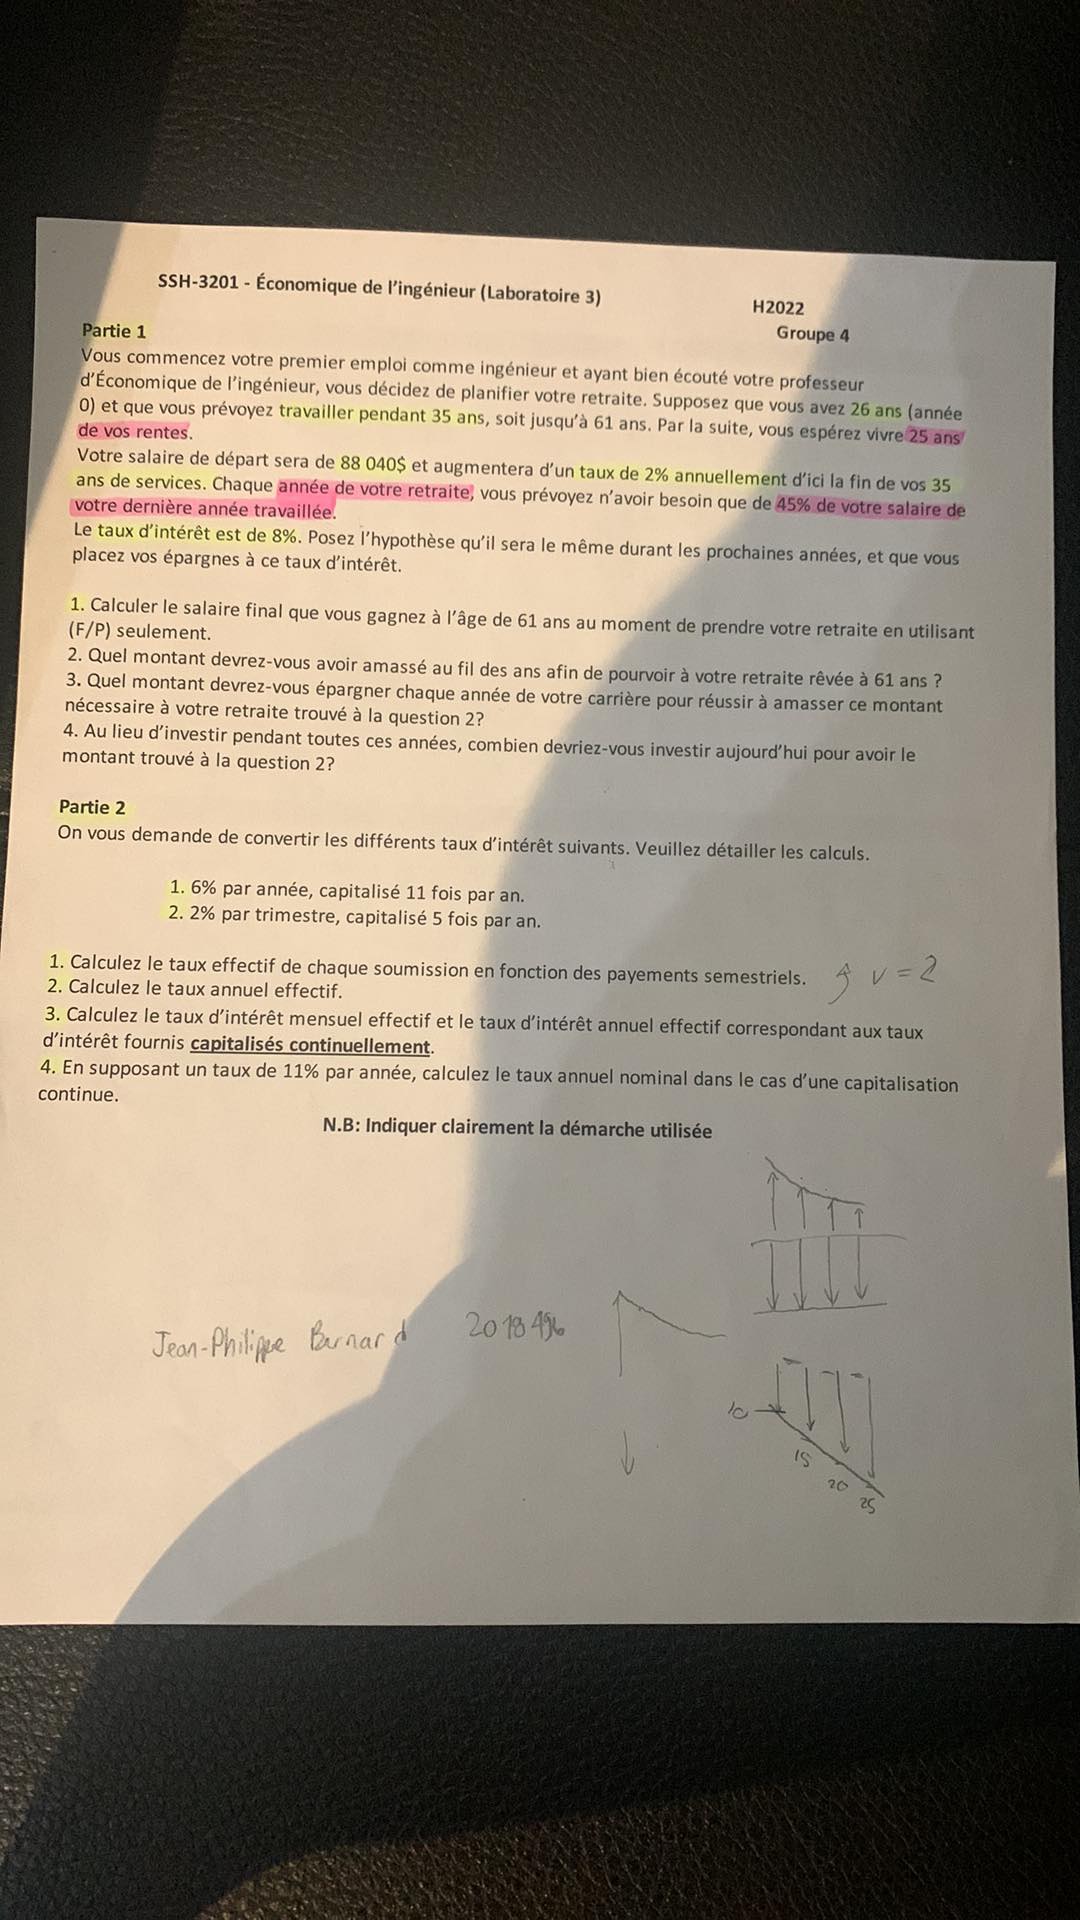 SSH-3201 - Économique de l'ingénieur (Laboratoire 3)
H2022
Groupe 4
Partie 1
Vous commencez votre premier emploi comme ingénieur et ayant bien écouté votre professeur
d'Économique de l'ingénieur, vous décidez de planifier votre retraite. Supposez que vous avez 26 ans (année
0) et que vous prévoyez travailler pendant 35 ans, soit jusqu'à 61 ans. Par la suite, vous espérez vivre 25 ans
de vos rentes.
Votre salaire de départ sera de 88 040$ et augmentera d'un taux de 2% annuellement d'ici la fin de vos 35
ans de services. Chaque année de votre retraite, vous prévoyez n'avoir besoin que de 45% de votre salaire de
votre dernière année travaillée.
Le taux d'intérêt est de 8%. Posez l'hypothèse qu'il sera le même durant les prochaines années, et que vous
placez vos épargnes à ce taux d'intérêt.
1. Calculer le salaire final que vous gagnez à l'âge de 61 ans au moment de prendre votre retraite en utilisant
(F/P) seulement.
2. Quel montant devrez-vous avoir amassé au fil des ans afin de pourvoir à votre retraite rêvée à 61 ans ?
3. Quel montant devrez-vous épargner chaque année de votre carrière pour réussir à amasser ce montant
nécessaire à votre retraite trouvé à la question 2?
4. Au lieu d'investir pendant toutes ces années, combien devriez-vous investir aujourd'hui pour avoir le
montant trouvé à la question 2?
Partie 2
On vous demande de convertir les différents taux d'intérêt suivants. Veuillez détailler les calculs.
1. 6% par année, capitalisé 11 fois par an.
2. 2% par trimestre, capitalisé 5 fois par an.
1. Calculez le taux effectif de chaque soumission en fonction des payements semestriels.
v = 2
2. Calculez le taux annuel effectif.
3. Calculez le taux d'intérêt mensuel effectif et le taux d'intérêt annuel effectif correspondant aux taux
d'intérêt fournis capitalisés continuellement.
4. En supposant un taux de 11% par année, calculez le taux annuel nominal dans le cas d'une capitalisation
continue.
N.B: Indiquer clairement la démarche utilisée
Jean-Philippe
10
15
20
25